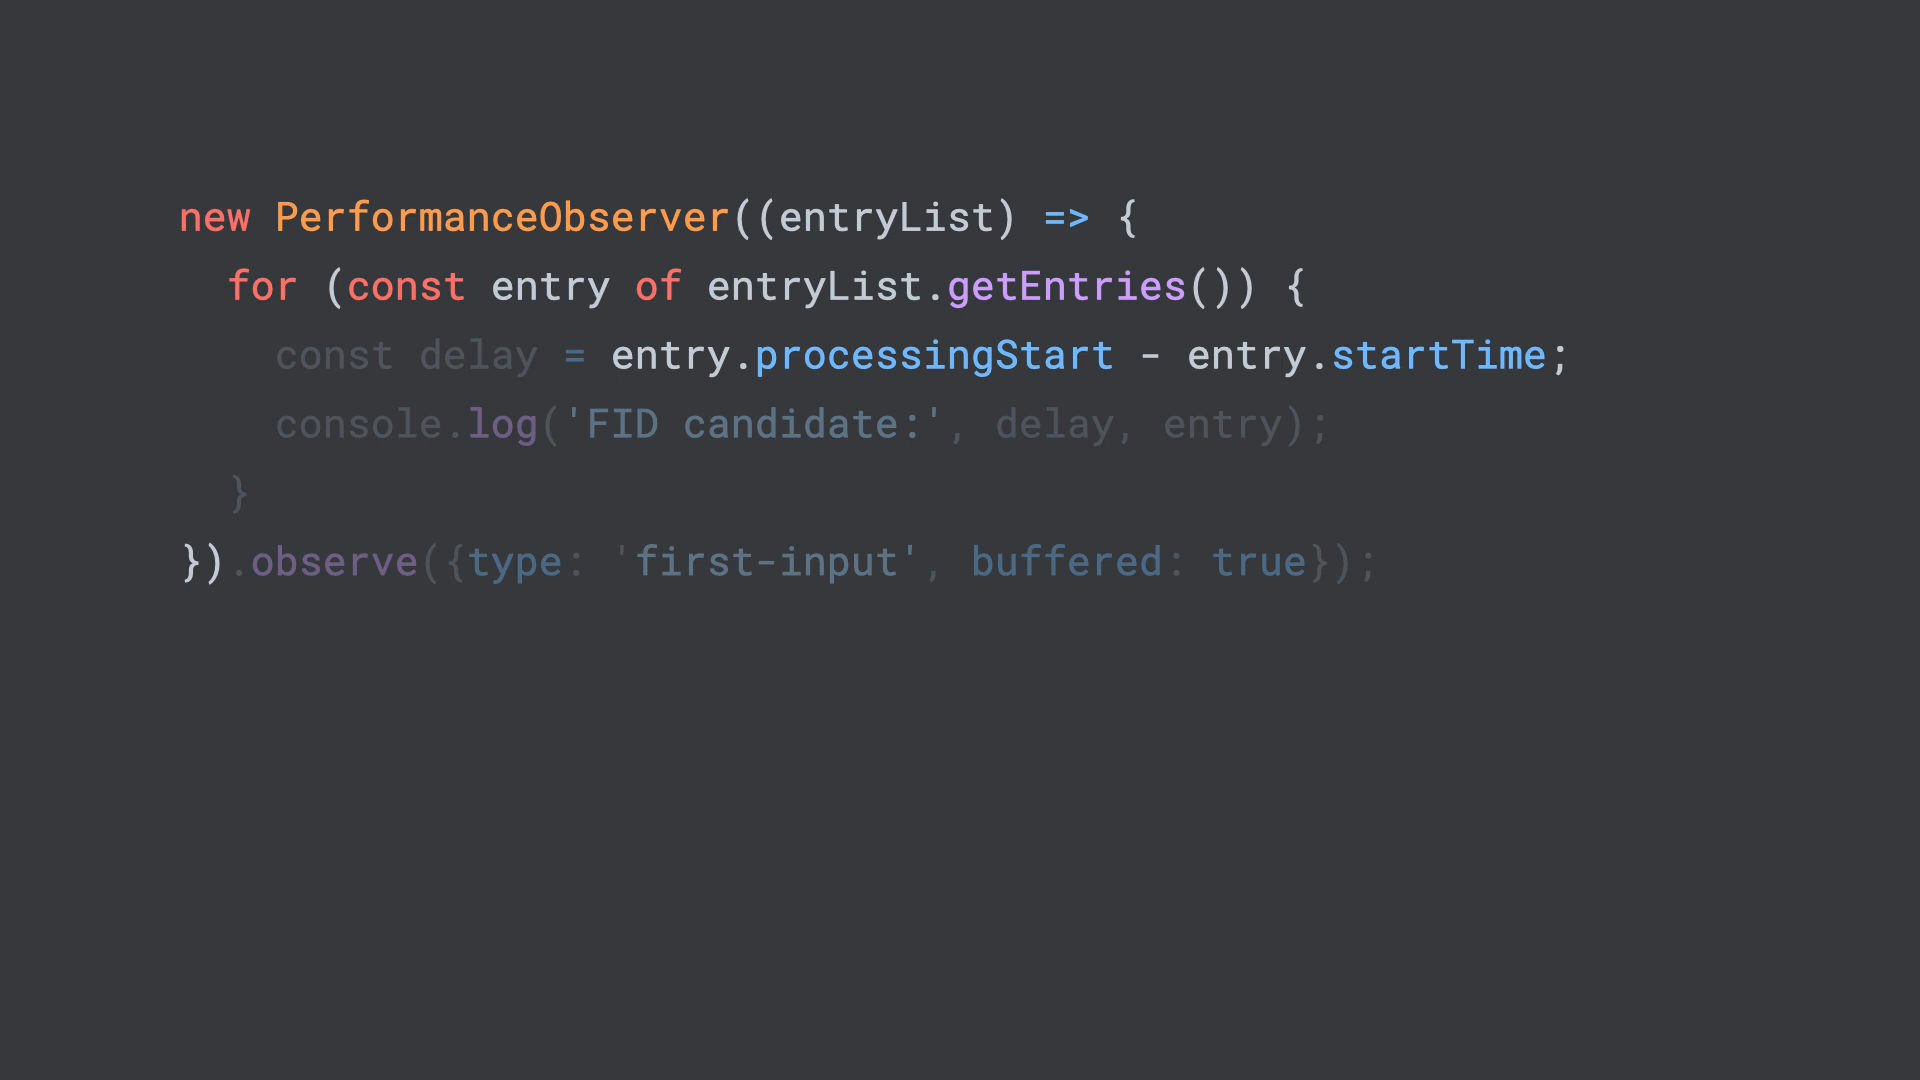 new PerformanceObserver((entryList) => {
  for (const entry of entryList.getEntries()) {
    const delay = entry.processingStart - entry.startTime;
    console.log('FID candidate:', delay, entry);
  }
}).observe({type: 'first-input', buffered: true});